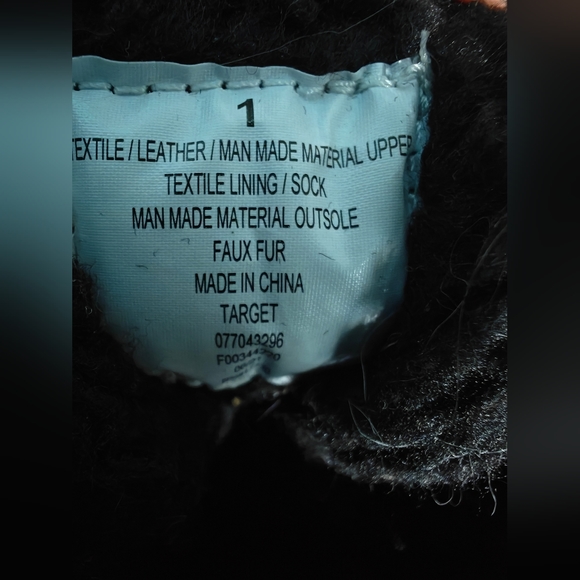 1
TEXTILE / LEATHER / MAN MADE MATERIAL UPPER
TEXTILE LINING / SOCK
MAN MADE MATERIAL OUTSOLE
FAUX FUR
MADE IN CHINA
TARGET
077043296